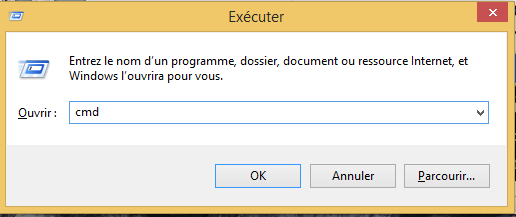 Exécuter
Entrez le nom d'un programme, dossier, document ou ressource Internet, et
Windows l'ouvrira pour vous.
Ouvrir : cmd
OK Annuler Parcourir...